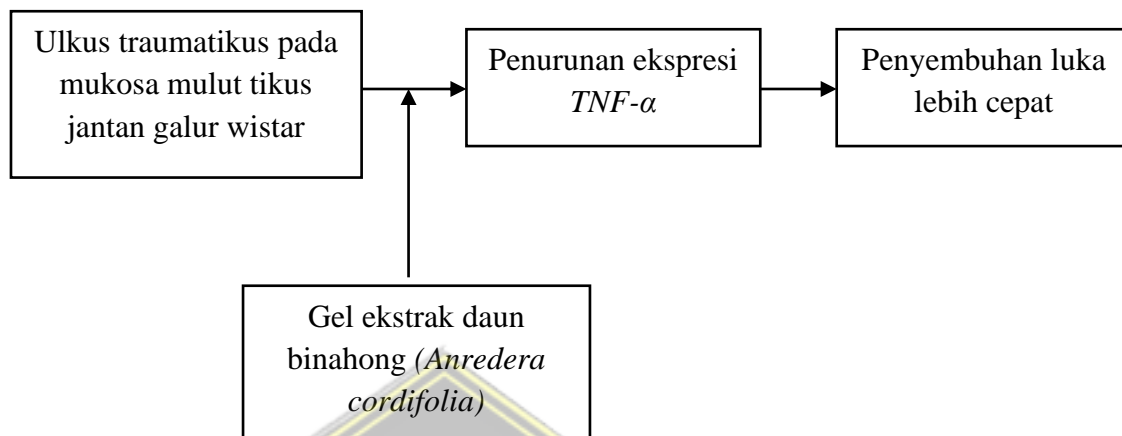 Ulkus traumatikus pada
mukosa mulut tikus
jantan galur wistar
Penurunan ekspresi
TNF-α
Penyembuhan luka
lebih cepat
Gel ekstrak daun
binahong (Anredera
cordifolia)